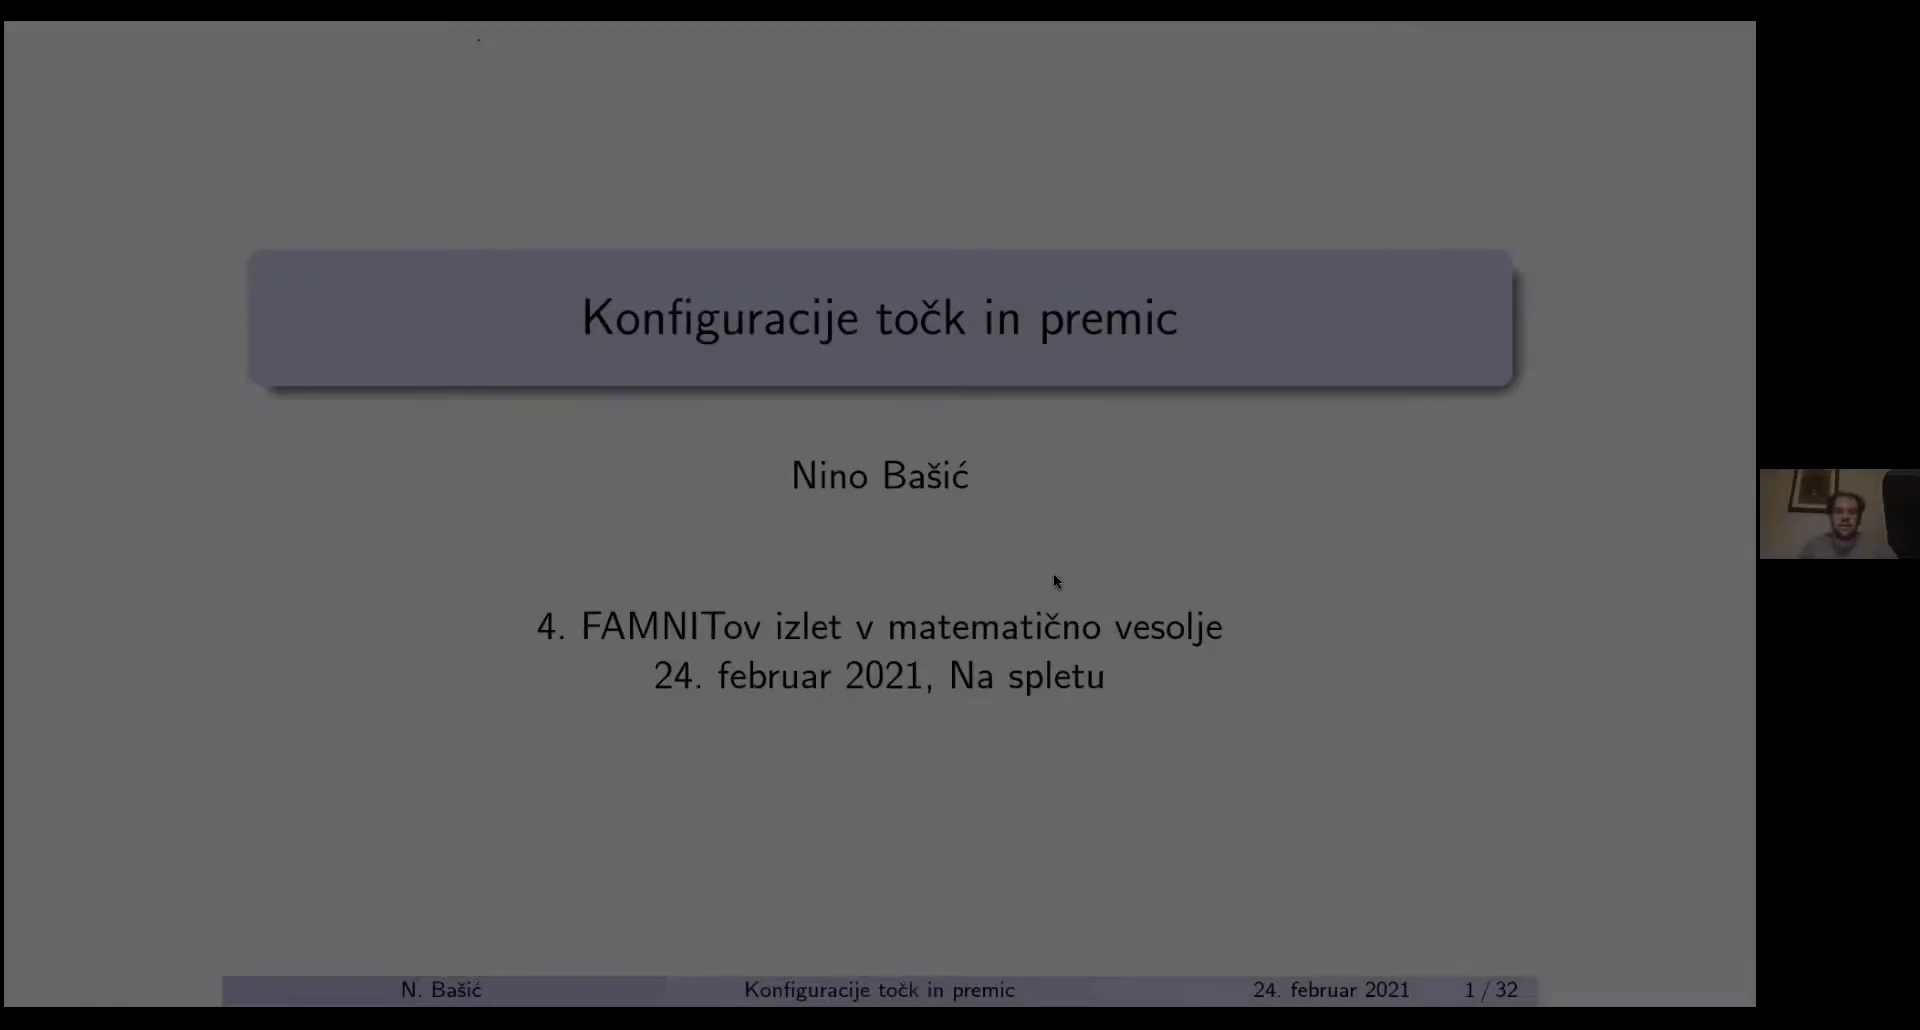 Konfiguracije točk in premic
Nino Bašić
4. FAMNITov izlet v matematično vesolje
24. februar 2021, Na spletu
N. Bašić
Konfiguracije točk in premic
24. februar 2021
1 / 32